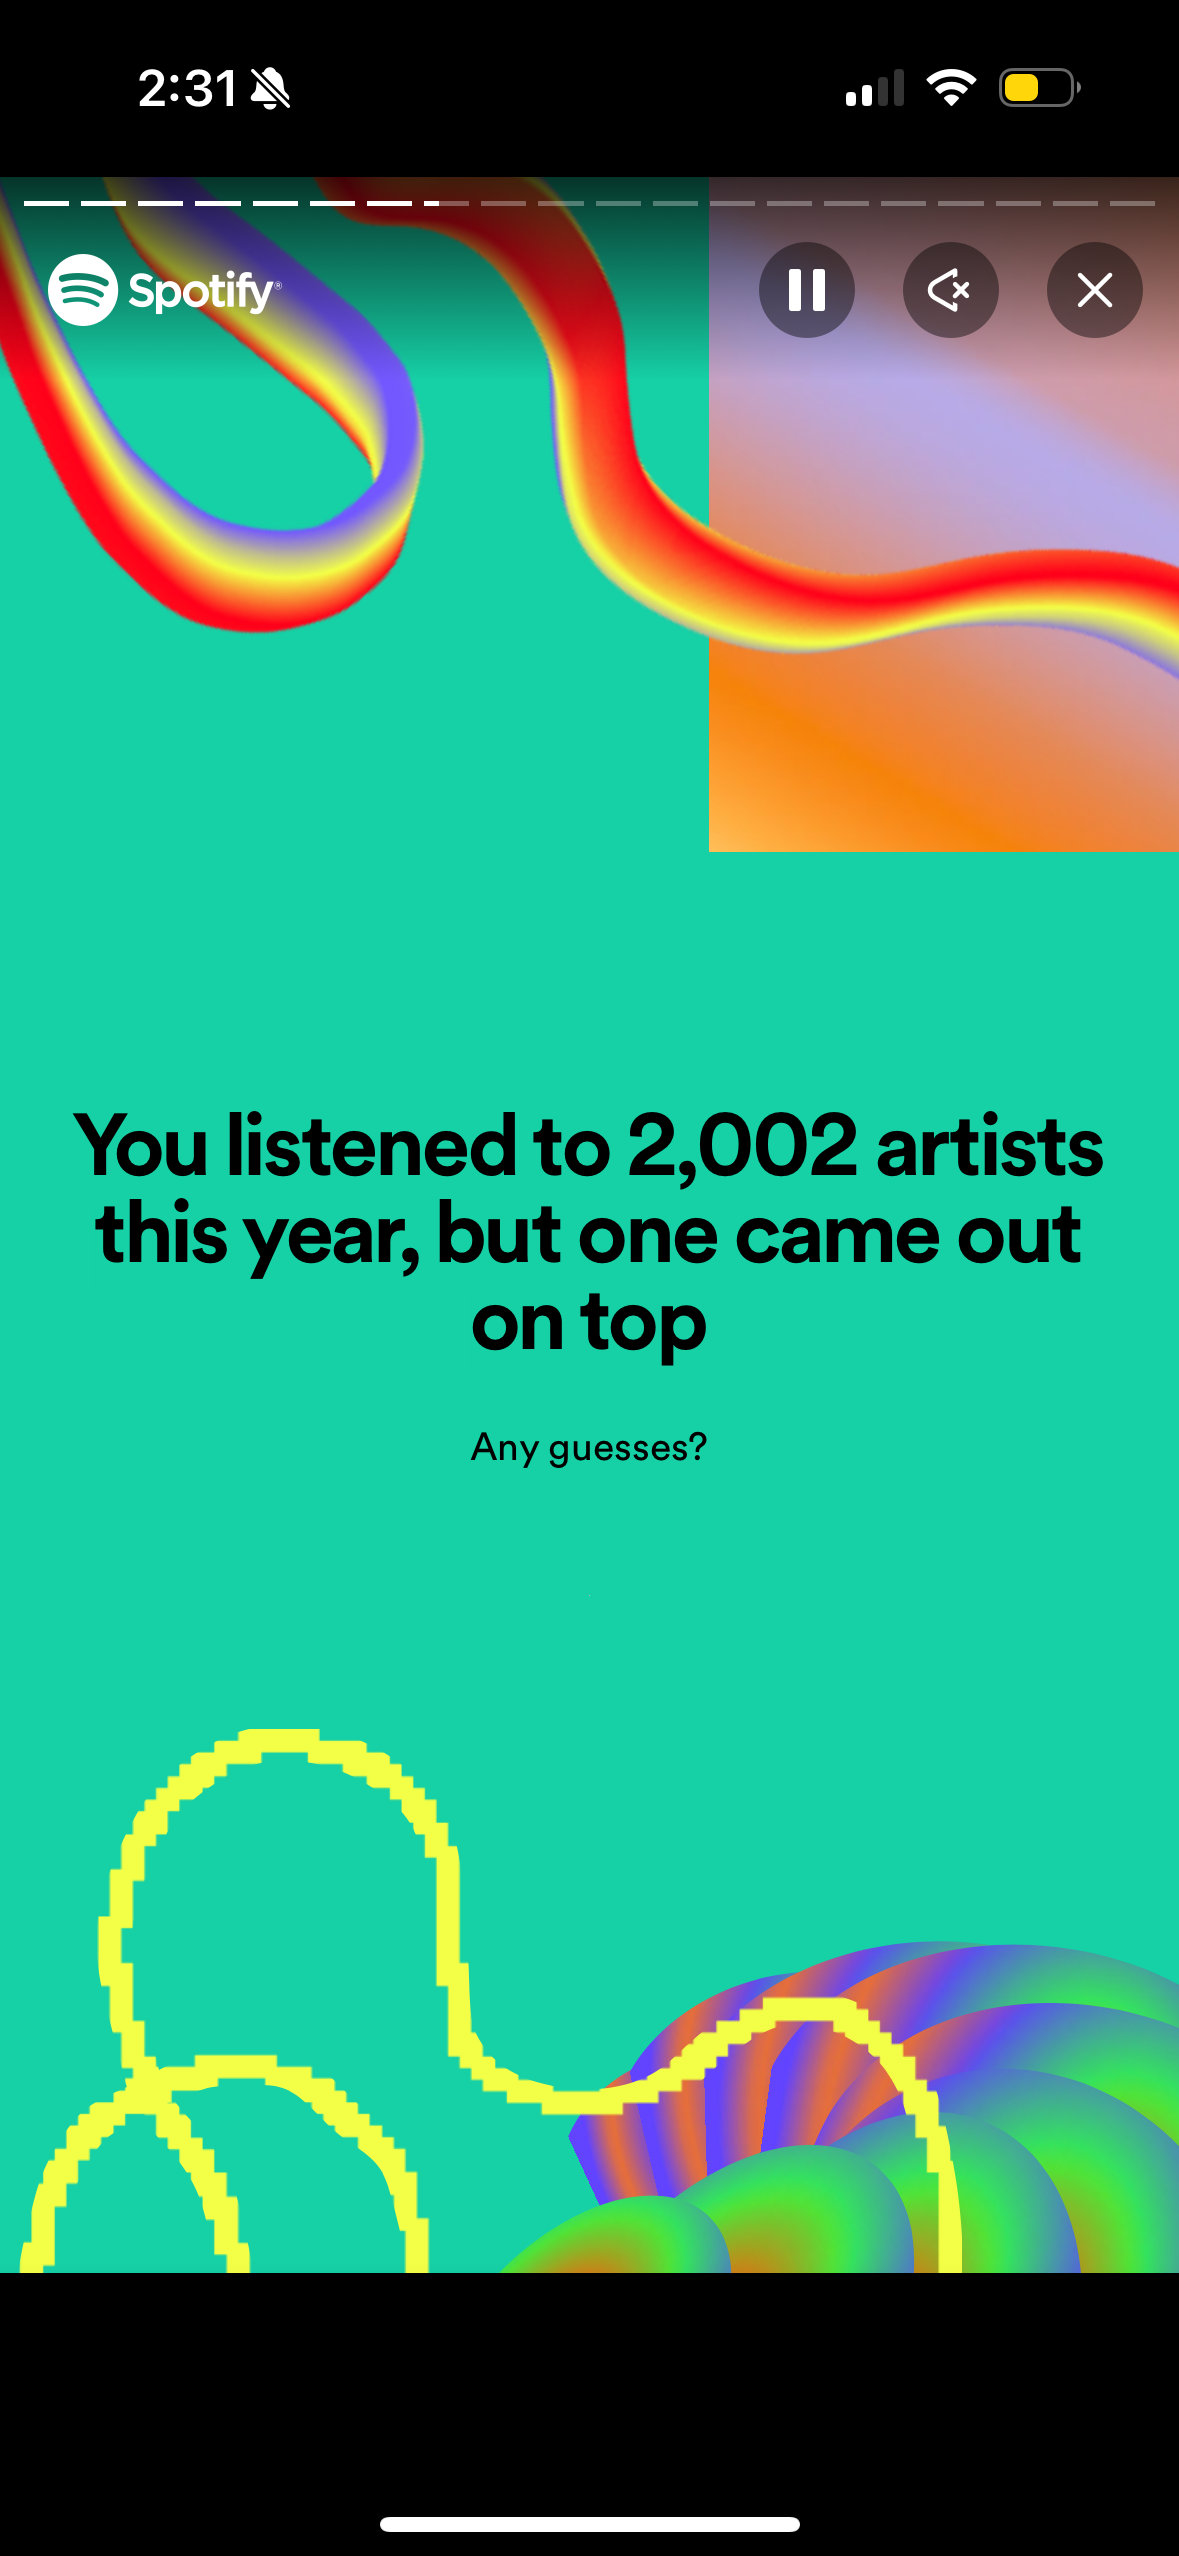 2:31
Spotify®
You listened to 2,002 artists
this year, but one came out
on top
Any guesses?